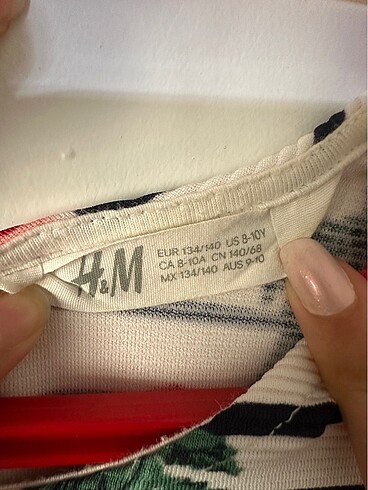 H&M
EUR 134/140 US 8-10Y
CA 8-10A CN 140/68
MX 134/140 AUS 9-10